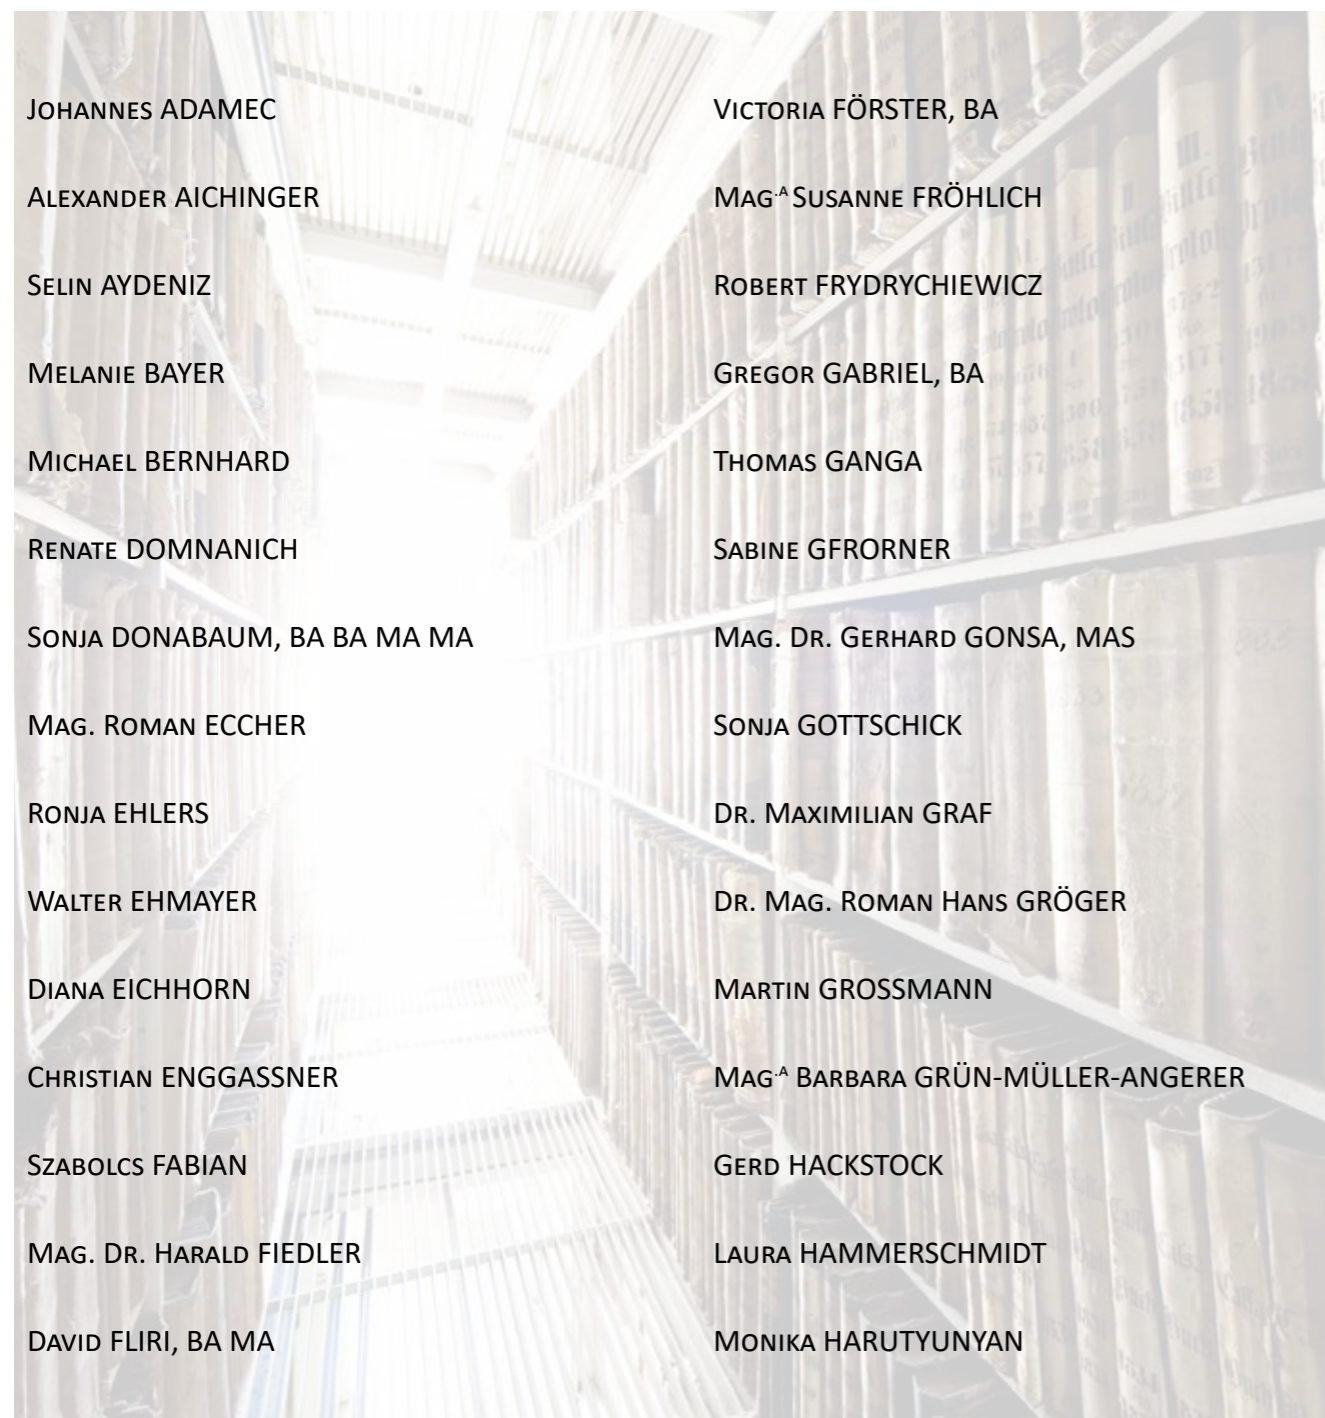 Johannes ADAMEC
Alexander AICHINGER
Selin AYDENIZ
Melanie BAYER
Michael BERNHARD
Renate DOMNANICH
Sonja DONABAUM, BA BA MA MA
Mag. Roman ECCHER
Ronja EHLERS
Walter EHMAYER
Diana EICHHORN
Christian ENGGASSNER
Szabolcs FABIAN
Mag. Dr. Harald FIEDLER
David FLIRI, BA MA
Victoria FÖRSTER, BA
Mag.a Susanne FRÖHLICH
Robert FRYDRYCHIEWICZ
Gregor GABRIEL, BA
Thomas GANGA
Sabine GFRORNER
Mag. Dr. Gerhard GONSA, MAS
Sonja GOTTSCHICK
Dr. Maximilian GRAF
Dr. Mag. Roman Hans GRÖGER
Martin GROSSMANN
Mag.a Barbara GRÜN-MÜLLER-ANGERER
Gerd HACKSTOCK
Laura HAMMERSCHMIDT
Monika HARUTYUNYAN